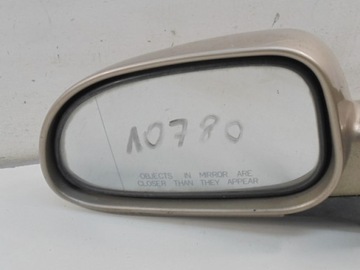 10780
OBJECTS IN MIRROR ARE
CLOSER THAN THEY APPEAR